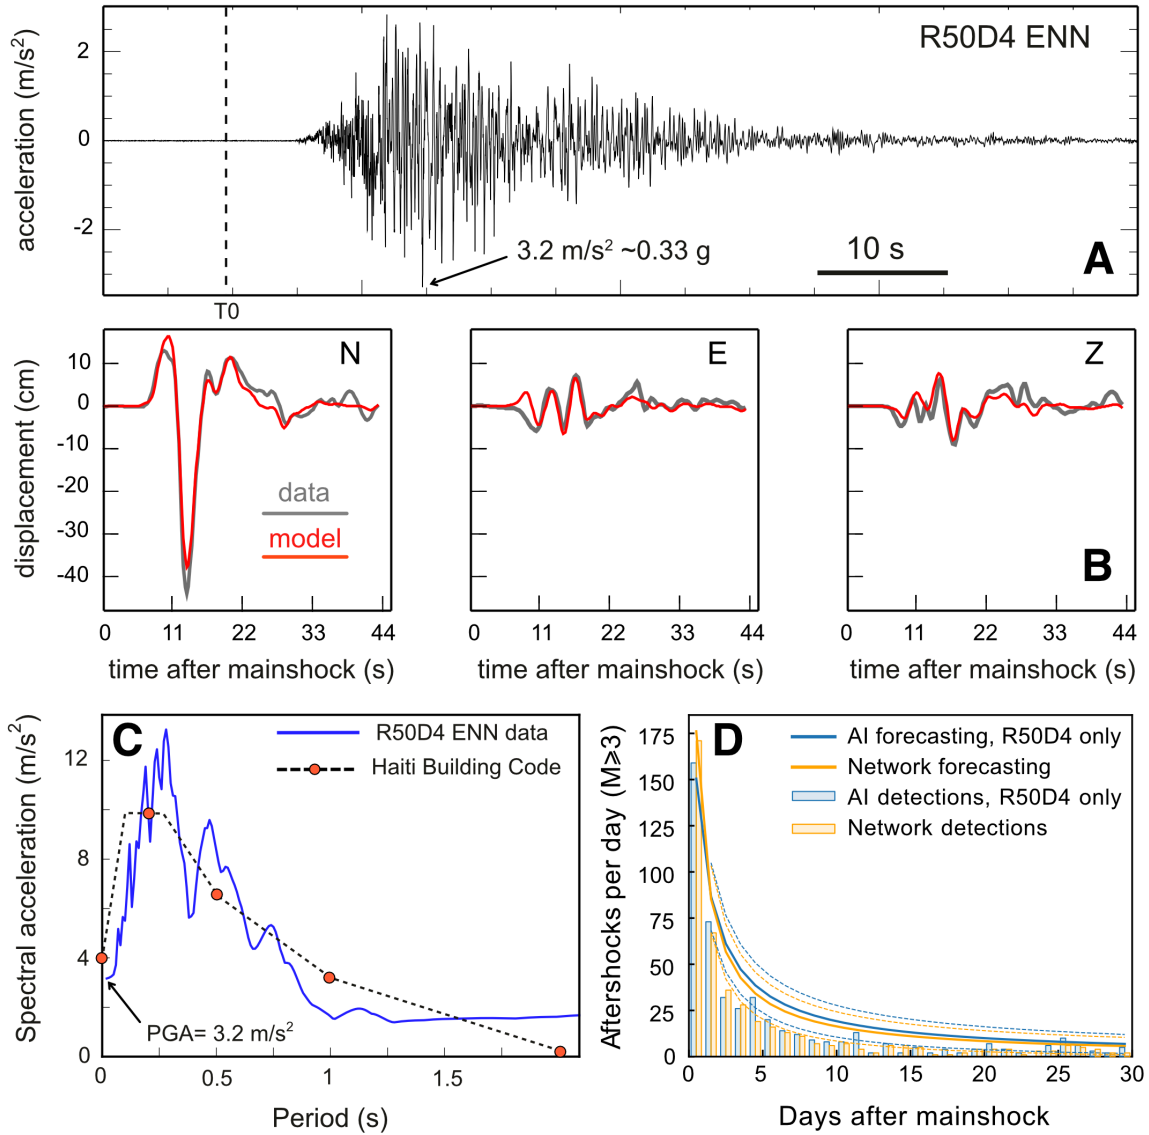 R50D4 ENN
acceleration (m/s²)
2
0
-2
3.2 m/s² ~0.33 g
10 s
A
T0
displacement (cm)
10
0
-10
-20
-30
-40
N
data
model
0 11 22 33 44
time after mainshock (s)
E
0 11 22 33 44
time after mainshock (s)
Z
B
0 11 22 33 44
time after mainshock (s)
C
Spectral acceleration (m/s²)
12
8
4
0
R50D4 ENN data
Haiti Building Code
PGA= 3.2 m/s²
0 0.5 1 1.5
Period (s)
D
Aftershocks per day (M⩾3)
175
150
125
100
75
50
25
0
AI forecasting, R50D4 only
Network forecasting
AI detections, R50D4 only
Network detections
0 5 10 15 20 25 30
Days after mainshock